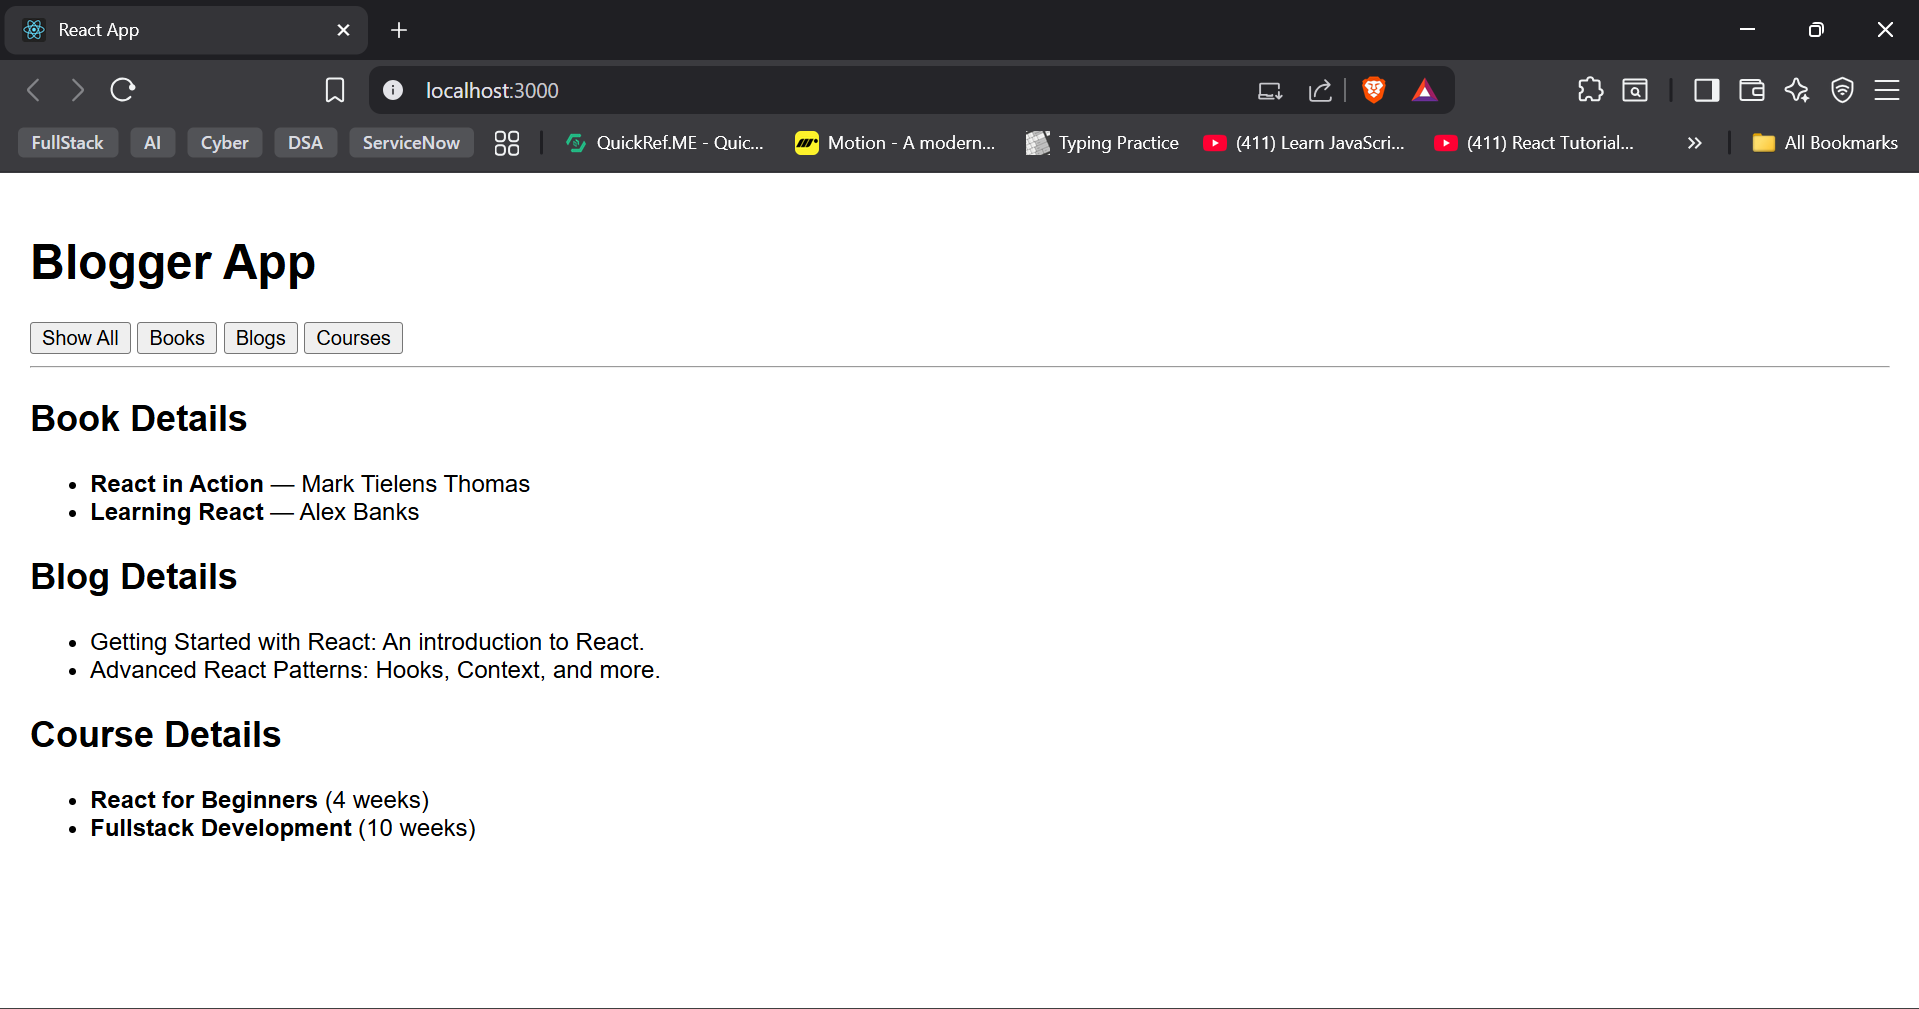 React App
localhost:3000
FullStack AI Cyber DSA ServiceNow QuickRef.ME - Quic... Motion - A modern... Typing Practice (411) Learn JavaScri... (411) React Tutorial... » All Bookmarks
Blogger App
Show All Books Blogs Courses
Book Details
• React in Action — Mark Tielens Thomas
• Learning React — Alex Banks
Blog Details
• Getting Started with React: An introduction to React.
• Advanced React Patterns: Hooks, Context, and more.
Course Details
• React for Beginners (4 weeks)
• Fullstack Development (10 weeks)